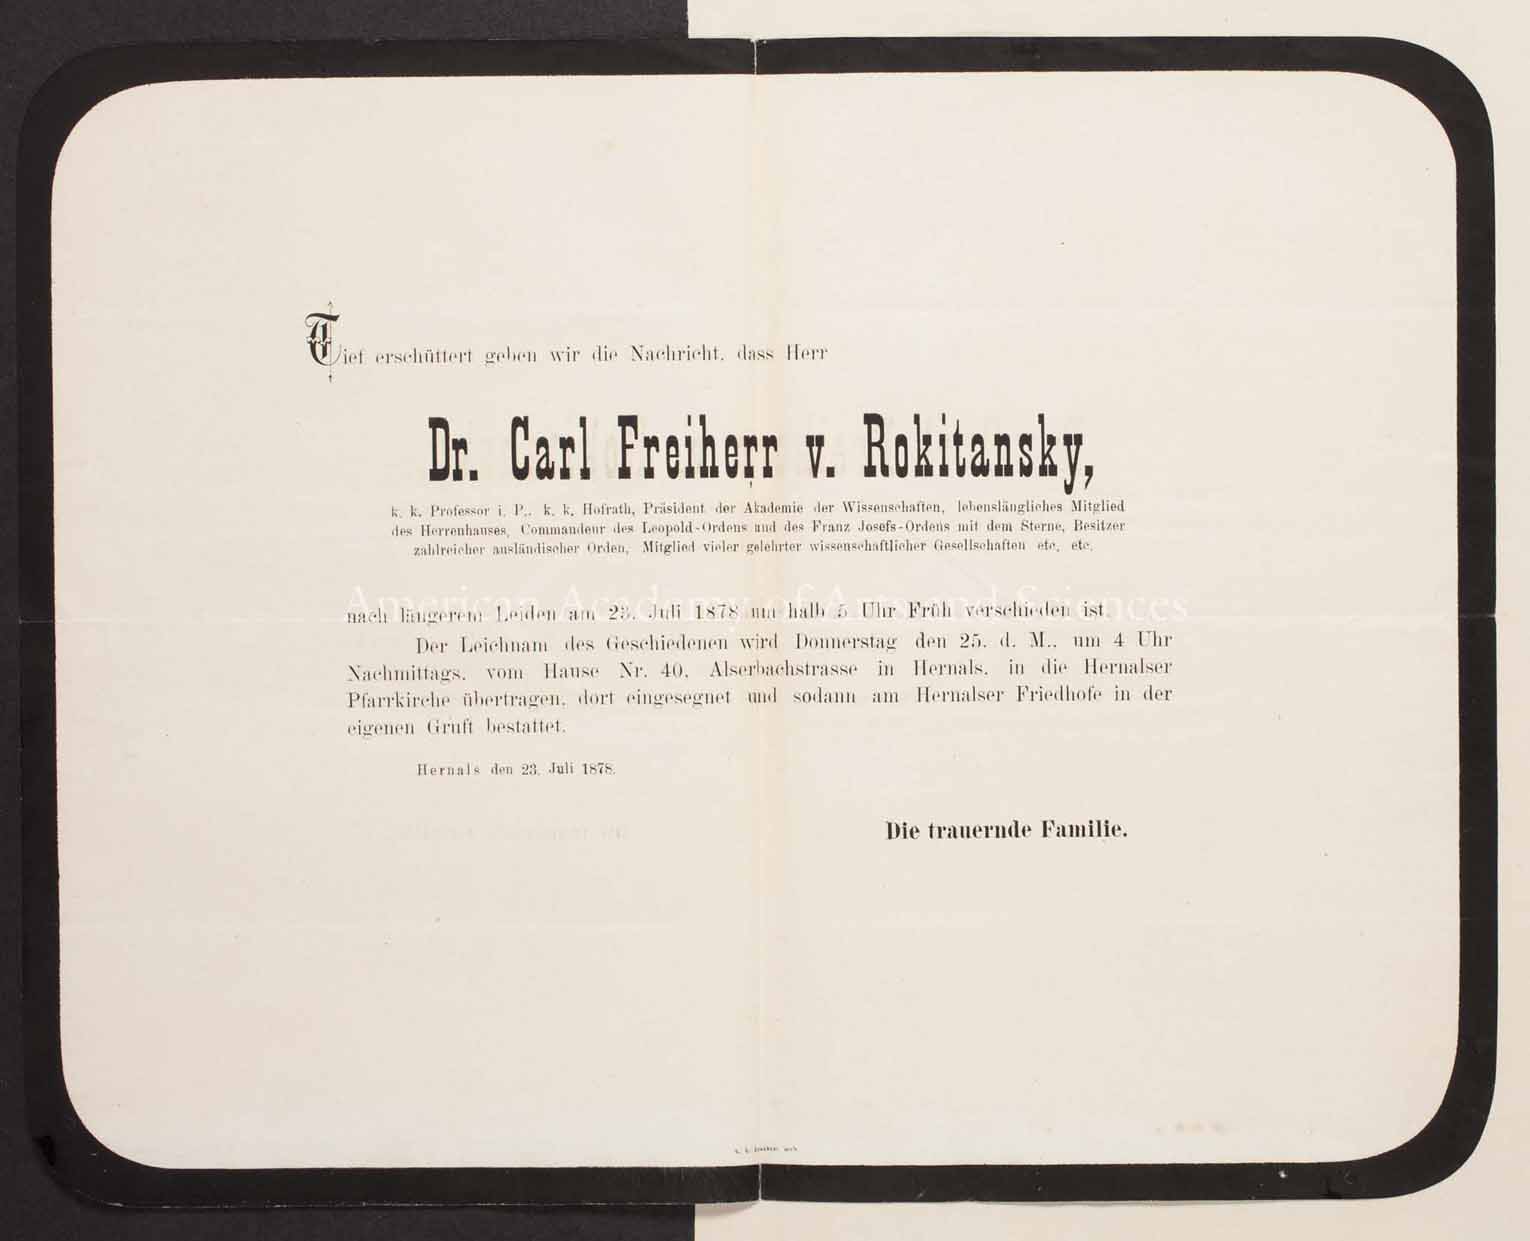 Tief erschüttert geben wir die Nachricht, dass Herr
Dr. Carl Freiherr v. Rokitansky,
k. k. Professor i. P., k. k. Hofrath, Präsident der Akademie der Wissenschaften, lebenslängliches Mitglied
des Herrenhauses, Commandeur des Leopold-Ordens und des Franz Josefs-Ordens mit dem Sterne, Besitzer
zahlreicher ausländischer Orden, Mitglied vieler gelehrter wissenschaftlicher Gesellschaften etc. etc.
American Academy of Arts and Sciences
nach längerem Leiden am 23. Juli 1878 um halb 5 Uhr Früh verschieden ist.
Der Leichnam des Geschiedenen wird Donnerstag den 25. d. M., um 4 Uhr
Nachmittags, vom Hause Nr. 40, Alserbachstrasse in Hernals, in die Hernalser
Pfarrkirche übertragen, dort eingesegnet und sodann am Hernalser Friedhofe in der
eigenen Gruft bestattet.
Hernals den 23. Juli 1878.
Die trauernde Familie.